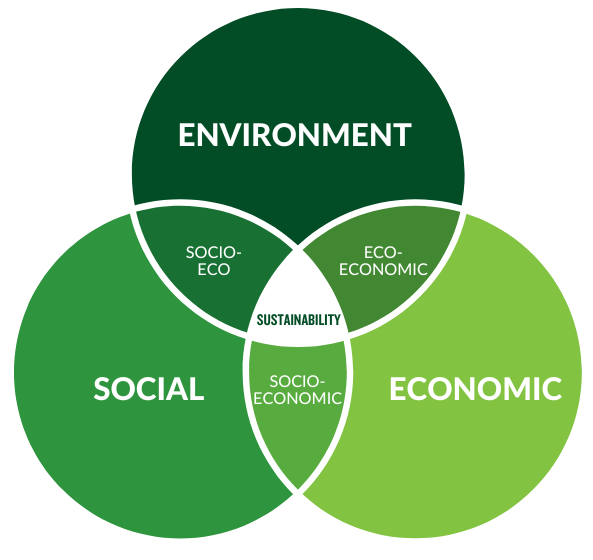 ENVIRONMENT
SOCIO-
ECO
ECO-
ECONOMIC
SUSTAINABILITY
SOCIAL
SOCIO-
ECONOMIC
ECONOMIC